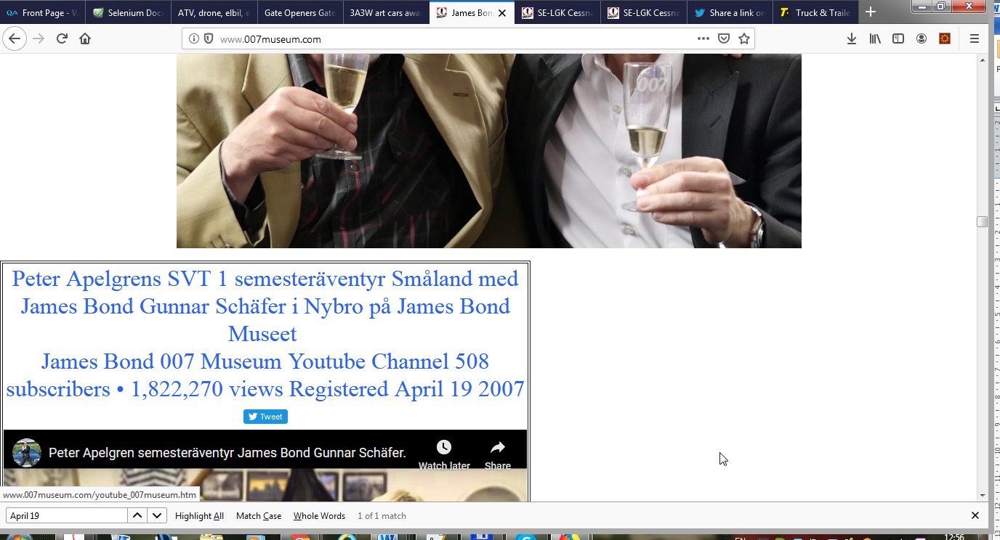 Front Page - W
Selenium Doc
ATV, drone, elbil, e
Gate Openers Gate
3A3W art cars awa
James Bon
SE-LGK Cessna
SE-LGK Cessna
Share a link on
Truck & Traile
www.007museum.com
007
Peter Apelgrens SVT 1 semesteräventyr Småland med
James Bond Gunnar Schäfer i Nybro på James Bond
Museet
James Bond 007 Museum Youtube Channel 508
subscribers • 1,822,270 views Registered April 19 2007
Tweet
Peter Apelgren semesteräventyr James Bond Gunnar Schäfer.
Watch later
Share
www.007museum.com/youtube_007museum.htm
April 19
Highlight All
Match Case
Whole Words
1 of 1 match
EN
12:56